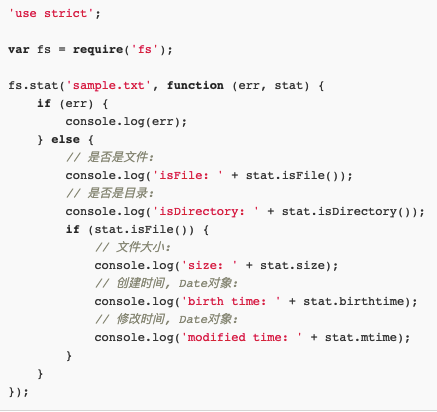 'use strict';

var fs = require('fs');

fs.stat('sample.txt', function (err, stat) {
    if (err) {
        console.log(err);
    } else {
        // 是否是文件:
        console.log('isFile: ' + stat.isFile());
        // 是否是目录:
        console.log('isDirectory: ' + stat.isDirectory());
        if (stat.isFile()) {
            // 文件大小:
            console.log('size: ' + stat.size);
            // 创建时间, Date对象:
            console.log('birth time: ' + stat.birthtime);
            // 修改时间, Date对象:
            console.log('modified time: ' + stat.mtime);
        }
    }
});